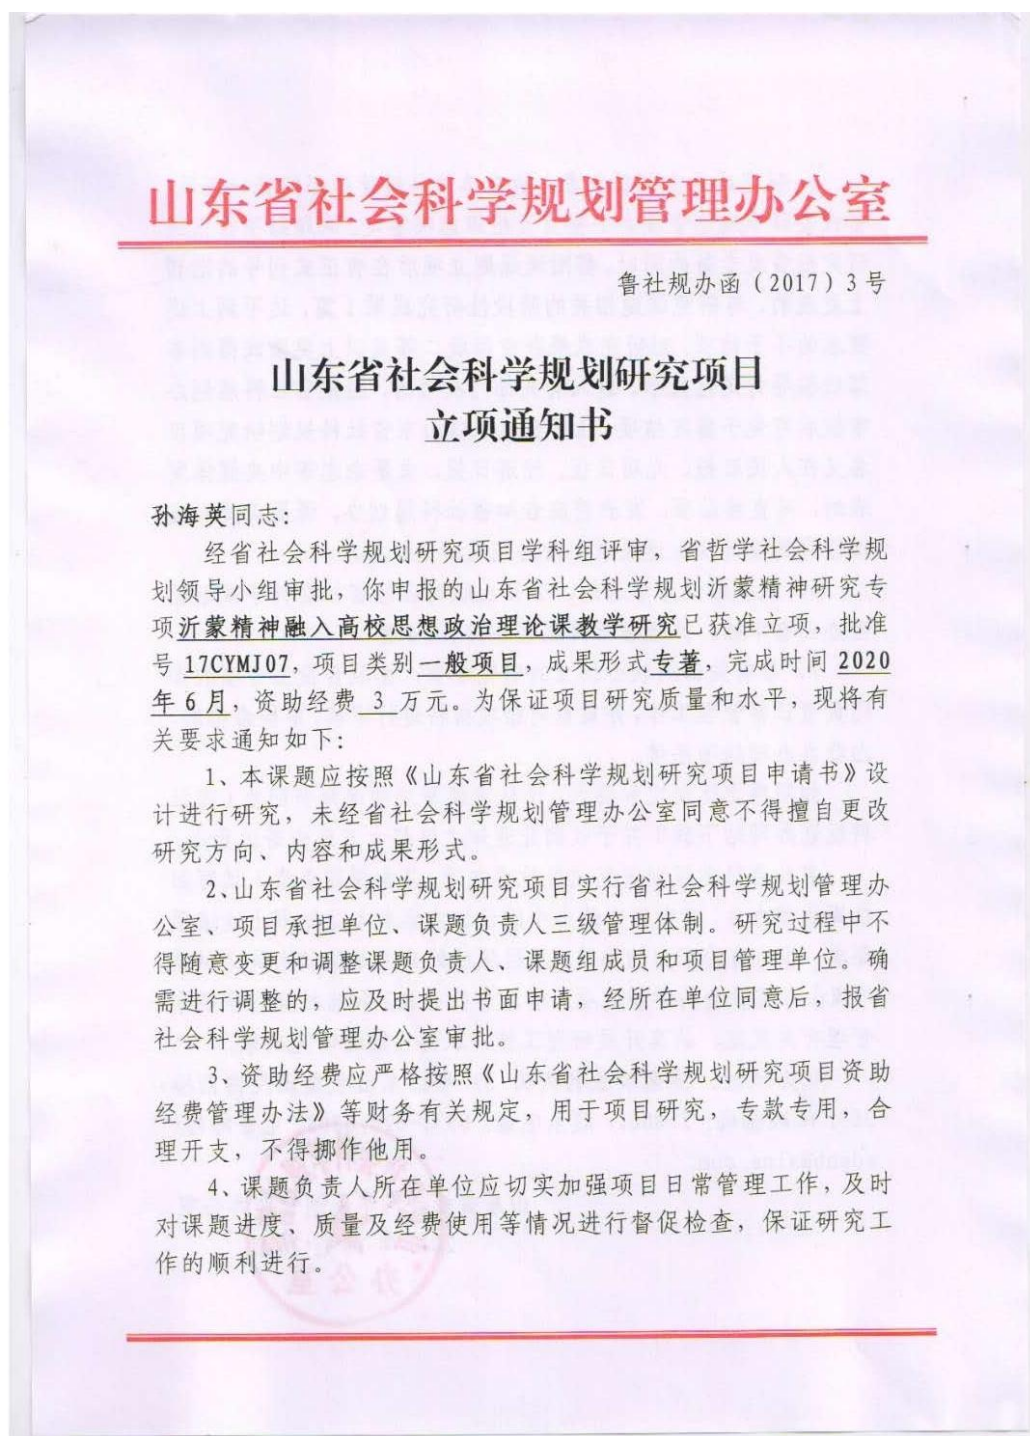 山东省社会科学规划管理办公室
鲁社规办函（2017）3号
山东省社会科学规划研究项目
立项通知书
孙海英同志：
经省社会科学规划研究项目学科组评审，省哲学社会科学规
划领导小组审批，你申报的山东省社会科学规划沂蒙精神研究专
项沂蒙精神融入高校思想政治理论课教学研究已获准立项，批准
号 17CYMJ07，项目类别一般项目，成果形式专著，完成时间 2020
年 6 月，资助经费 3 万元。为保证项目研究质量和水平，现将有
关要求通知如下：
1、本课题应按照《山东省社会科学规划研究项目申请书》设
计进行研究，未经省社会科学规划管理办公室同意不得擅自更改
研究方向、内容和成果形式。
2、山东省社会科学规划研究项目实行省社会科学规划管理办
公室、项目承担单位、课题负责人三级管理体制。研究过程中不
得随意变更和调整课题负责人、课题组成员和项目管理单位。确
需进行调整的，应及时提出书面申请，经所在单位同意后，报省
社会科学规划管理办公室审批。
3、资助经费应严格按照《山东省社会科学规划研究项目资助
经费管理办法》等财务有关规定，用于项目研究，专款专用，合
理开支，不得挪作他用。
4、课题负责人所在单位应切实加强项目日常管理工作，及时
对课题进度、质量及经费使用等情况进行督促检查，保证研究工
作的顺利进行。